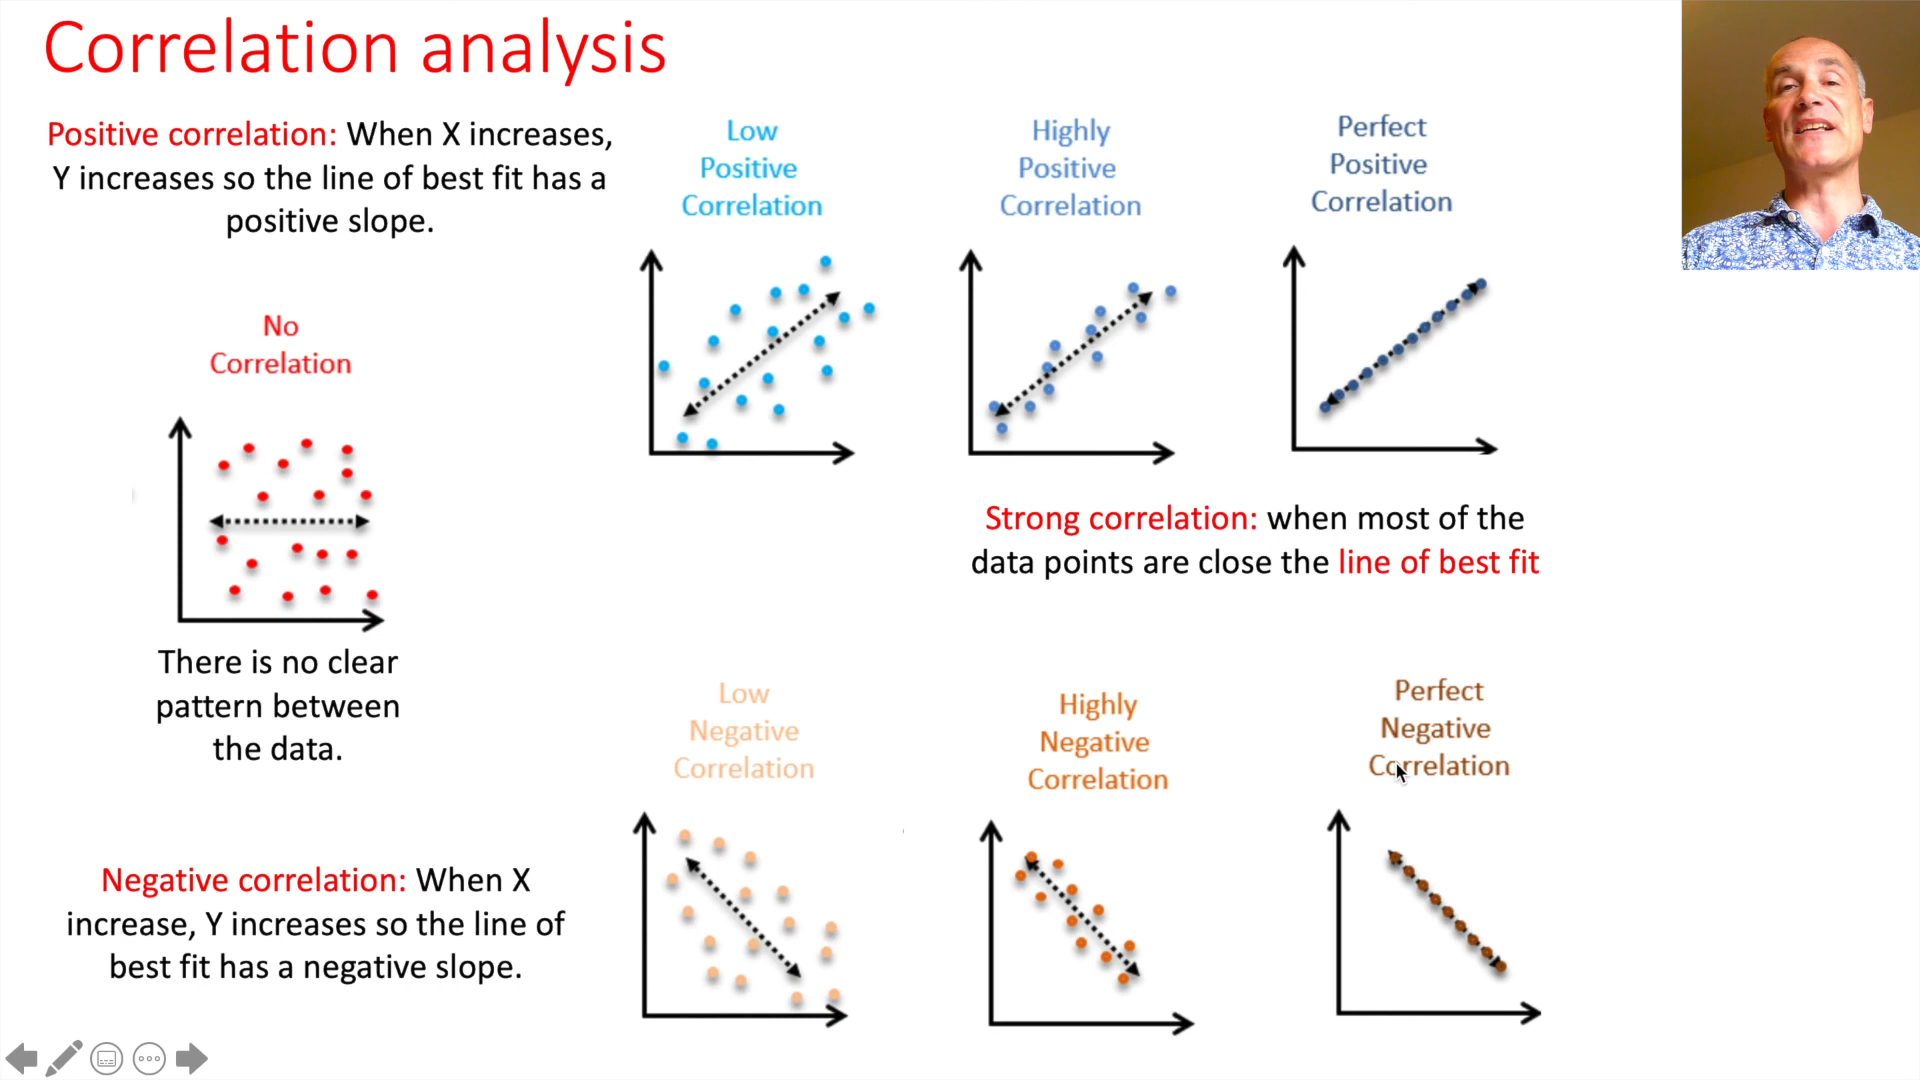 Correlation analysis
Positive correlation: When X increases,
Y increases so the line of best fit has a
positive slope.
Low
Positive
Correlation
Highly
Positive
Correlation
Perfect
Positive
Correlation
No
Correlation
There is no clear
pattern between
the data.
Strong correlation: when most of the
data points are close the line of best fit
Low
Negative
Correlation
Highly
Negative
Correlation
Perfect
Negative
Correlation
Negative correlation: When X
increase, Y increases so the line of
best fit has a negative slope.